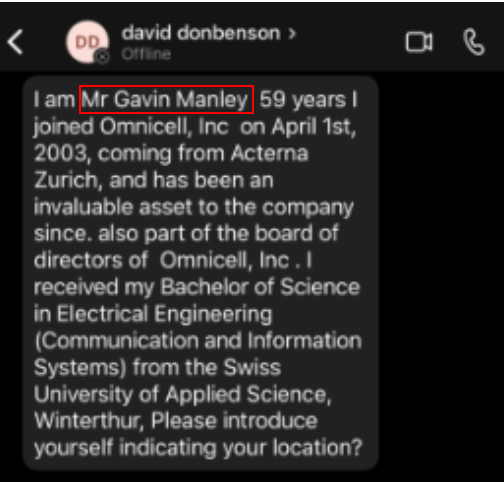 DD
david donbenson >
Offline
I am Mr Gavin Manley 59 years I
joined Omnicell, Inc on April 1st,
2003, coming from Acterna
Zurich, and has been an
invaluable asset to the company
since. also part of the board of
directors of Omnicell, Inc . I
received my Bachelor of Science
in Electrical Engineering
(Communication and Information
Systems) from the Swiss
University of Applied Science,
Winterthur, Please introduce
yourself indicating your location?